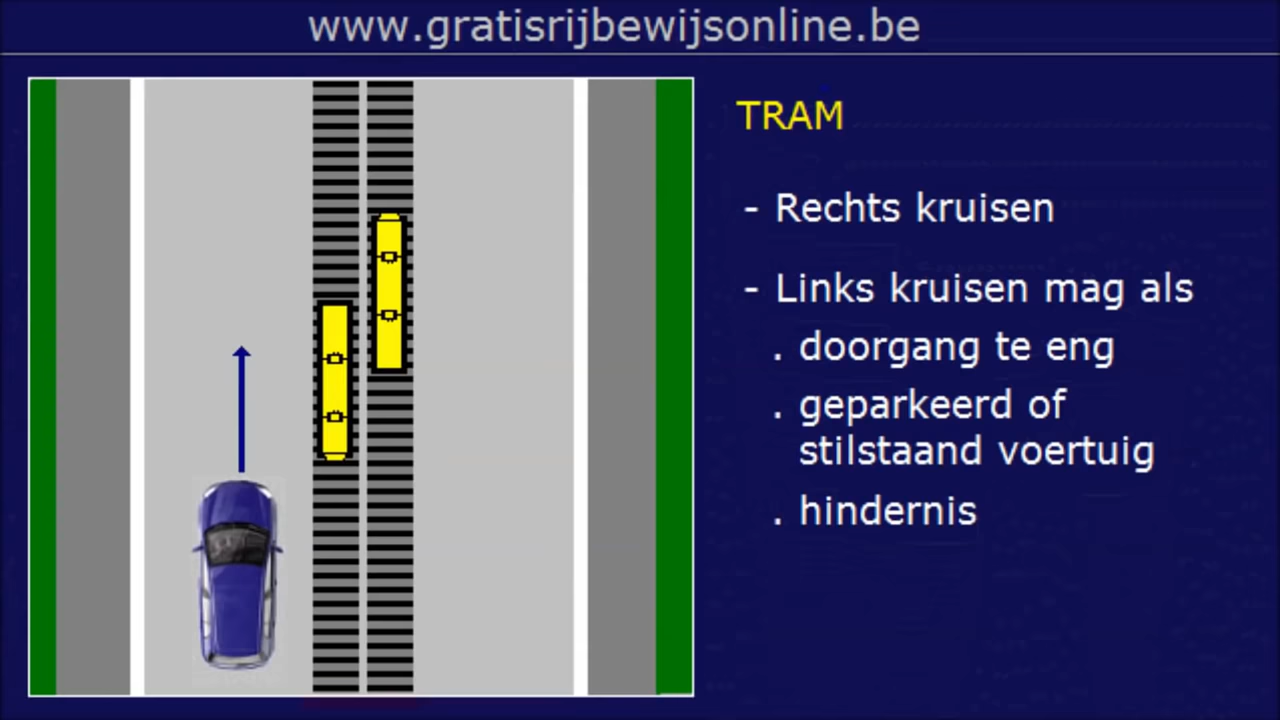 www.gratisrijbewijsonline.be
TRAM
- Rechts kruisen
- Links kruisen mag als
. doorgang te eng
. geparkeerd of
stilstaand voertuig
. hindernis